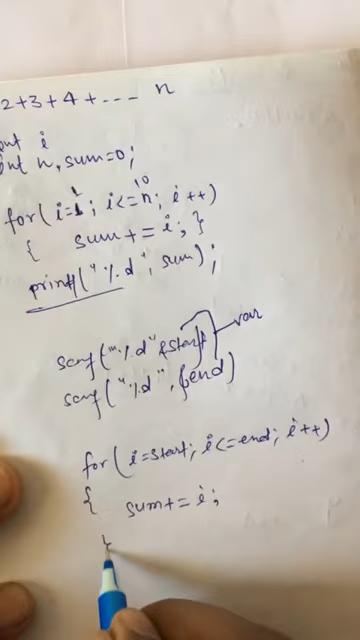 2+3+4+ - - - - n
int i
int n, sum=0;
for(i=1; i<=n; i++)
10
{ sum+=i; }
printf("%d", sum);
scanf("%d" &start)
var
scanf("%d", &end)
for(i=start; i<=end; i++)
{ sum+=i;
}